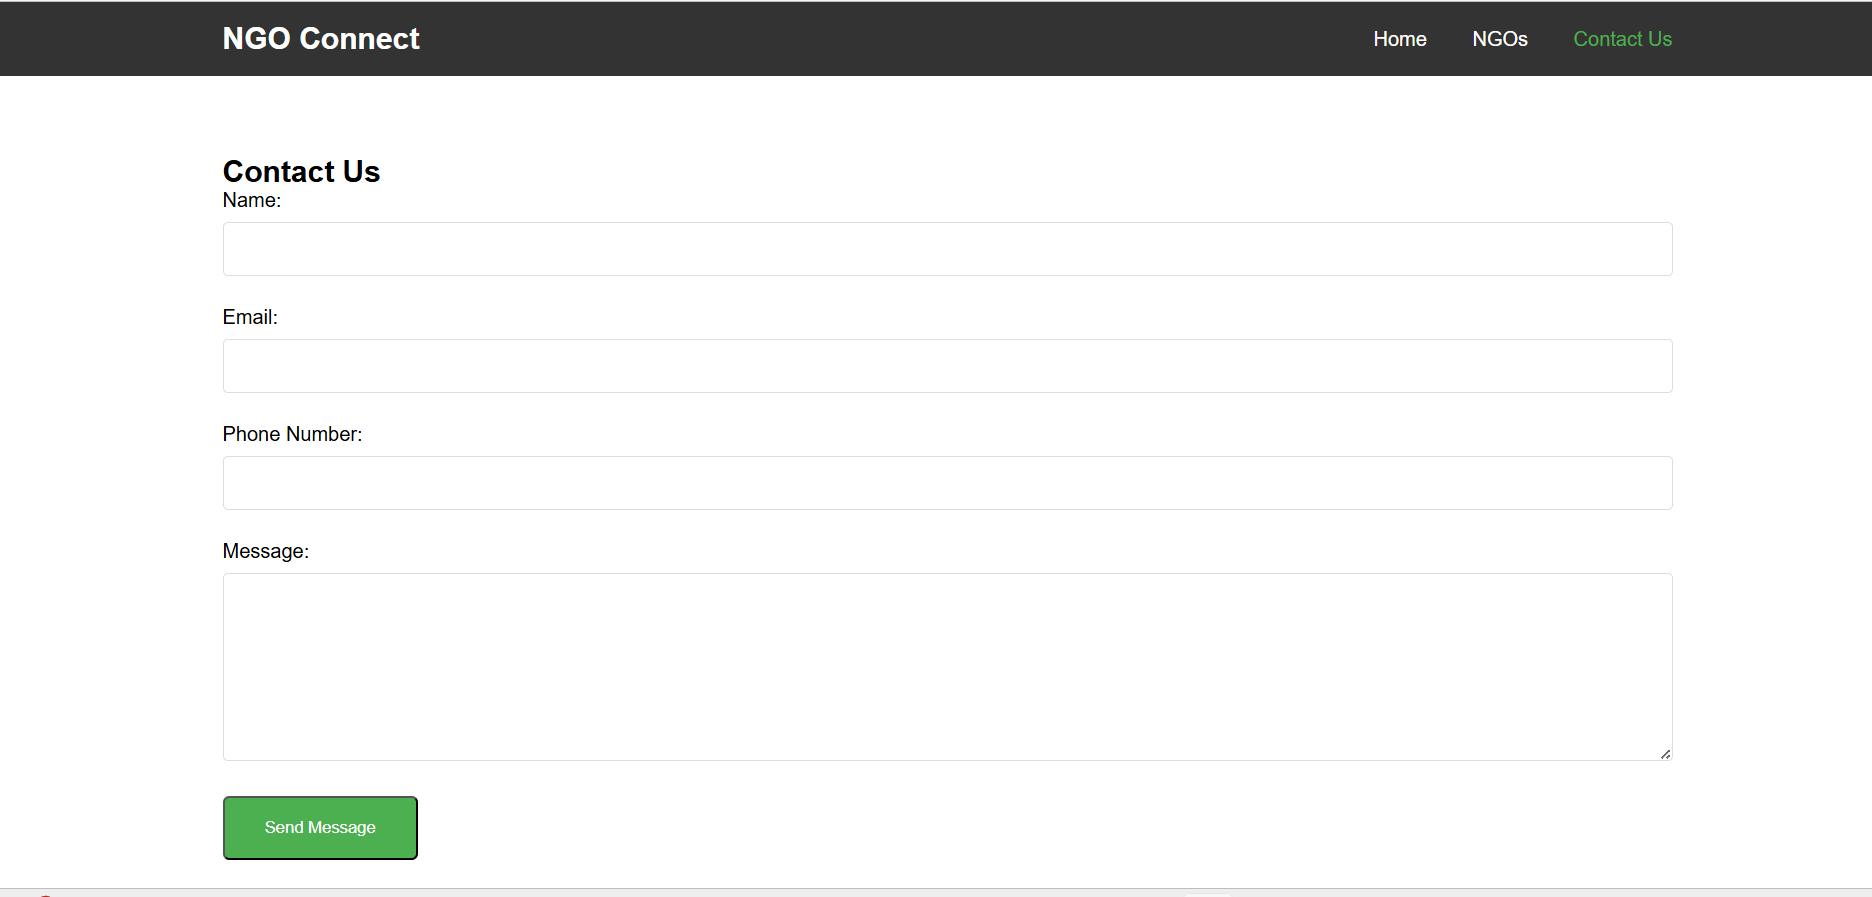 NGO Connect
Home NGOs Contact Us
Contact Us
Name:
Email:
Phone Number:
Message:
Send Message